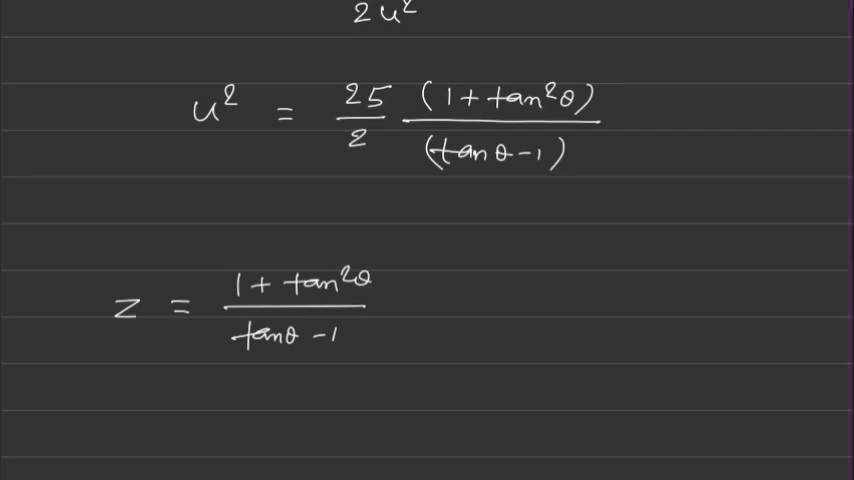 2u²
u² = 25/2 (1 + tan²θ)/(tanθ - 1)
z = (1 + tan²θ)/(tanθ - 1)